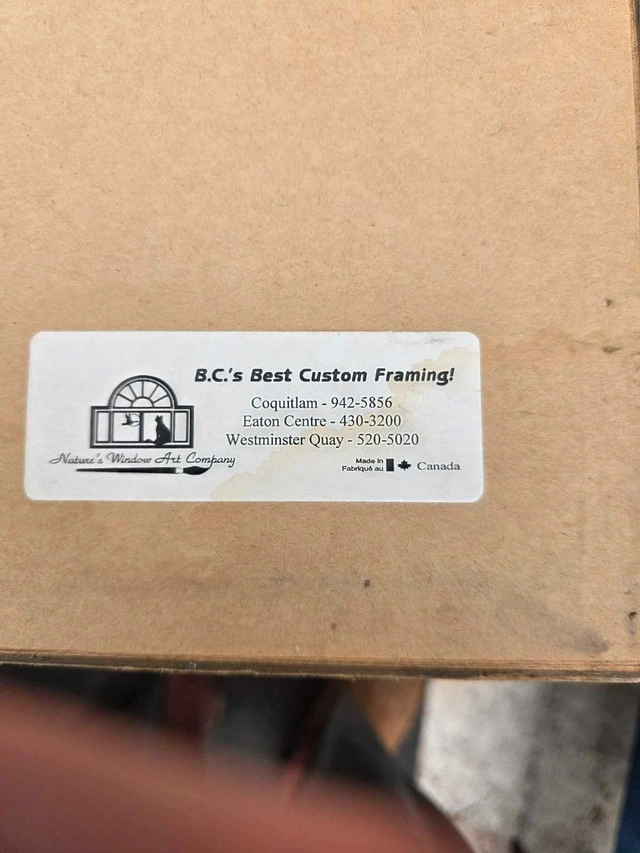 B.C.'s Best Custom Framing!
Coquitlam - 942-5856
Eaton Centre - 430-3200
Westminster Quay - 520-5020
Nature's Window Art Company
Made in
Fabriqué au
Canada